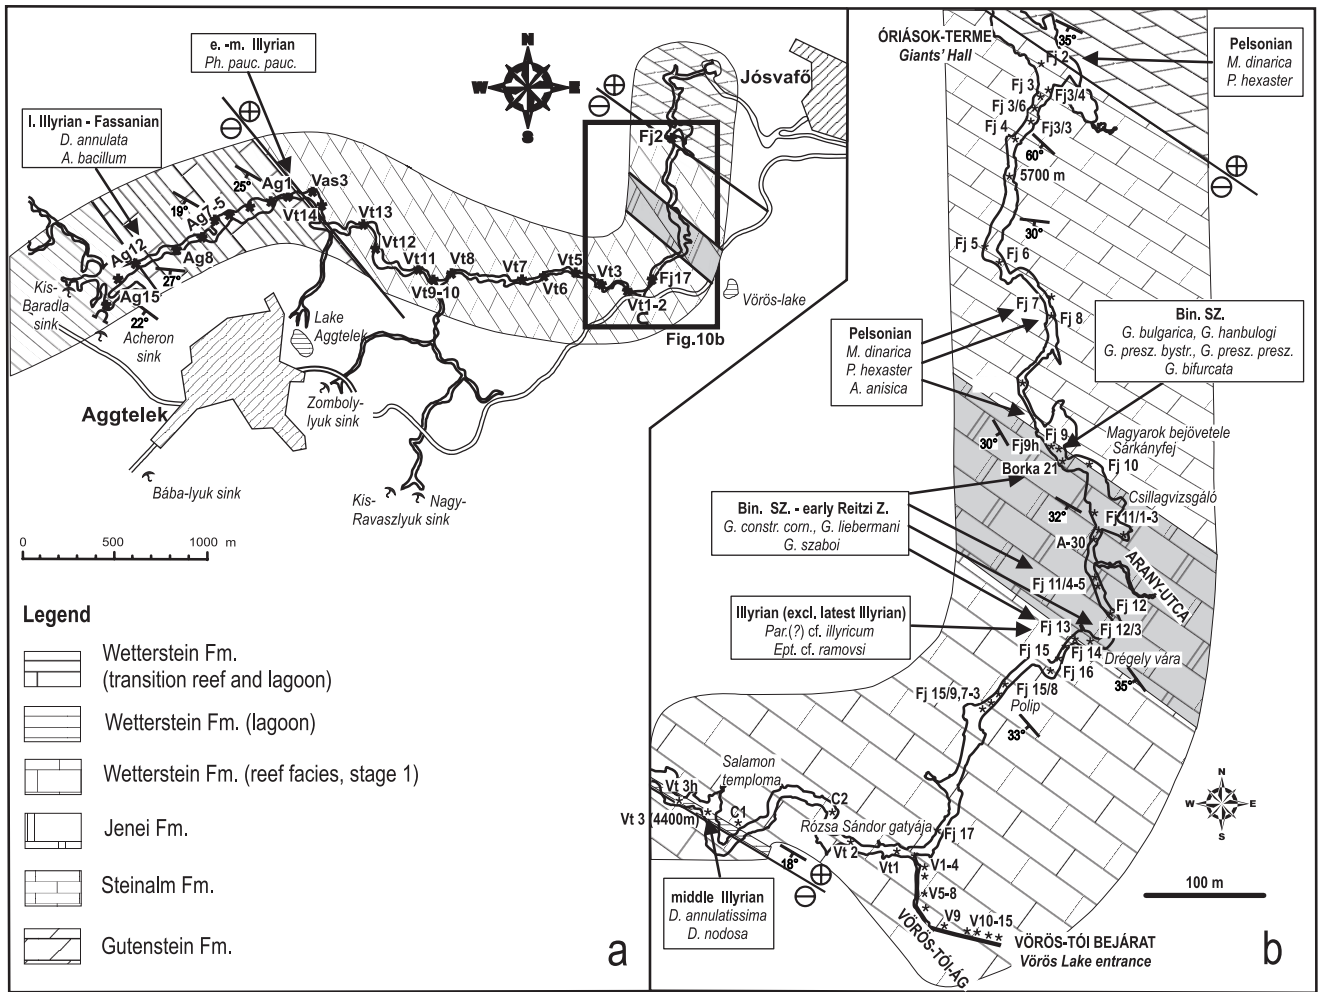 e. -m. Illyrian
Ph. pauc. pauc.
l. Illyrian - Fassanian
D. annulata
A. bacillum
N
W
E
S
Jósvafő
Fj2
25°
Ag1
Vas3
19°
Ag7-5
Vt14
Vt13
Vt12
Ag12
Ag8
Vt11
Vt8
Vt7
Vt5
Vt3
Fj17
27°
Vt9-10
Vt6
Vt1-2
Kis-
Baradla
sink
Ag15
22°
Acheron
sink
Lake
Aggtelek
Vörös-lake
Fig.10b
Zomboly-
lyuk sink
Aggtelek
Bába-lyuk sink
Kis-
Nagy-
Ravaszlyuk sink
0
500
1000 m
Legend
Wetterstein Fm.
(transition reef and lagoon)
Wetterstein Fm. (lagoon)
Wetterstein Fm. (reef facies, stage 1)
Jenei Fm.
Steinalm Fm.
Gutenstein Fm.
a
ÓRIÁSOK-TERME
Giants' Hall
35°
Fj 2
Pelsonian
M. dinarica
P. hexaster
Fj 3
Fj3/4
Fj 3/6
Fj3/3
Fj 4
60°
5700 m
30°
Fj 5
Fj 6
Fj 7
Fj 8
Pelsonian
M. dinarica
P. hexaster
A. anisica
Bin. SZ.
G. bulgarica, G. hanbulogi
G. presz. bystr., G. presz. presz.
G. bifurcata
30°
Fj9h
Fj 9
Magyarok bejövetele
Sárkányfej
Borka 21
Fj 10
Csillagvizsgáló
Bin. SZ. - early Reitzi Z.
G. constr. corn., G. liebermani
G. szaboi
32°
Fj 11/1-3
A-30
ARANY-UTCA
Fj 11/4-5
Fj 12
Illyrian (excl. latest Illyrian)
Par.(?) cf. illyricum
Ept. cf. ramovsi
Fj 13
Fj 12/3
Fj 15
Fj 14
Drégely vára
Fj 16
35°
Fj 15/9,7-3
Fj 15/8
Polip
33°
Salamon
temploma
Vt 3h
C2
Vt 3 (4400m)
C1
Rózsa Sándor gatyája
Fj 17
18°
Vt 2
Vt1
V1-4
middle Illyrian
D. annulatissima
D. nodosa
V5-8
V9
V10-15
VÖRÖS-TÓI-ÁG
VÖRÖS-TÓI BEJÁRAT
Vörös Lake entrance
N
W
E
S
100 m
b